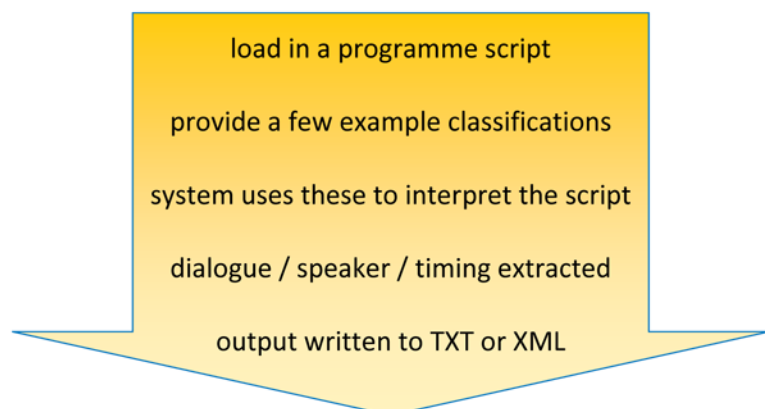 load in a programme script
provide a few example classifications
system uses these to interpret the script
dialogue / speaker / timing extracted
output written to TXT or XML